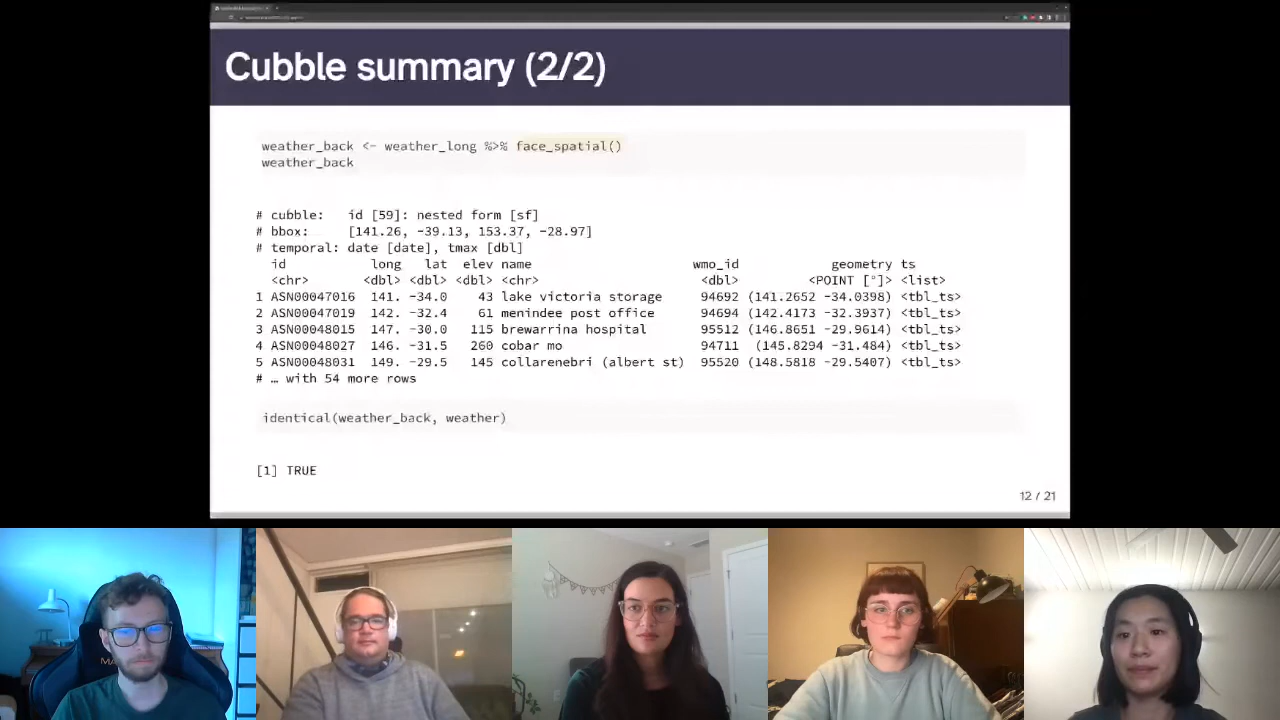 Cubble summary (2/2)
weather_back <- weather_long %>% face_spatial()
weather_back
# cubble:   id [59]: nested form [sf]
# bbox:     [141.26, -39.13, 153.37, -28.97]
# temporal: date [date], tmax [dbl]
id long lat elev name wmo_id geometry ts
<chr> <dbl> <dbl> <dbl> <chr> <dbl> <POINT [°]> <list>
1 ASN00047016 141. -34.0 43 lake victoria storage 94692 (141.2652 -34.0398) <tbl_ts>
2 ASN00047019 142. -32.4 61 menindee post office 94694 (142.4173 -32.3937) <tbl_ts>
3 ASN00048015 147. -30.0 115 brewarrina hospital 95512 (146.8651 -29.9614) <tbl_ts>
4 ASN00048027 146. -31.5 260 cobar mo 94711 (145.8294 -31.484) <tbl_ts>
5 ASN00048031 149. -29.5 145 collarenebri (albert st) 95520 (148.5818 -29.5407) <tbl_ts>
# … with 54 more rows
identical(weather_back, weather)
[1] TRUE
12 / 21